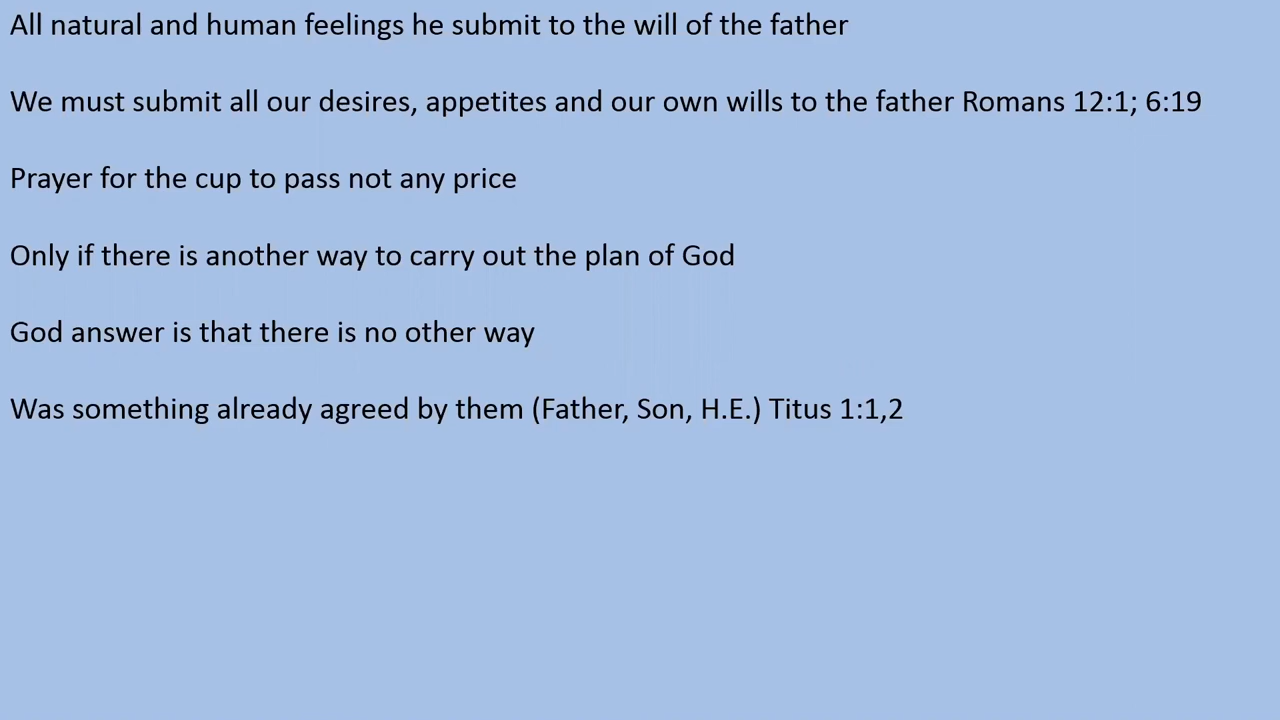 All natural and human feelings he submit to the will of the father
We must submit all our desires, appetites and our own wills to the father Romans 12:1; 6:19
Prayer for the cup to pass not any price
Only if there is another way to carry out the plan of God
God answer is that there is no other way
Was something already agreed by them (Father, Son, H.E.) Titus 1:1,2